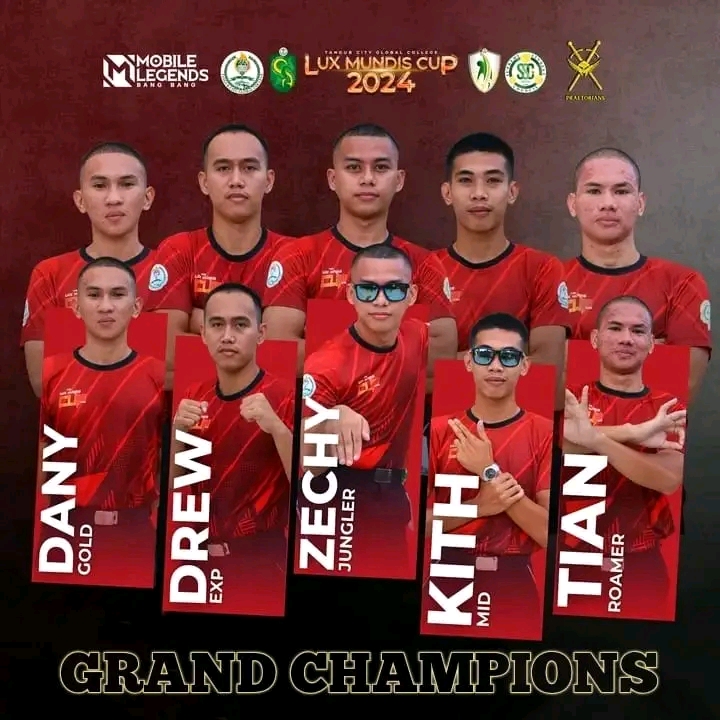 MOBILE
LEGENDS
BANG BANG
TANGUB CITY GLOBAL COLLEGE
LUX MUNDIS CUP
2024
PRAETORIANS
DANY
GOLD
DREW
EXP
ZECHY
JUNGLER
KITH
MID
TIAN
ROAMER
GRAND CHAMPIONS